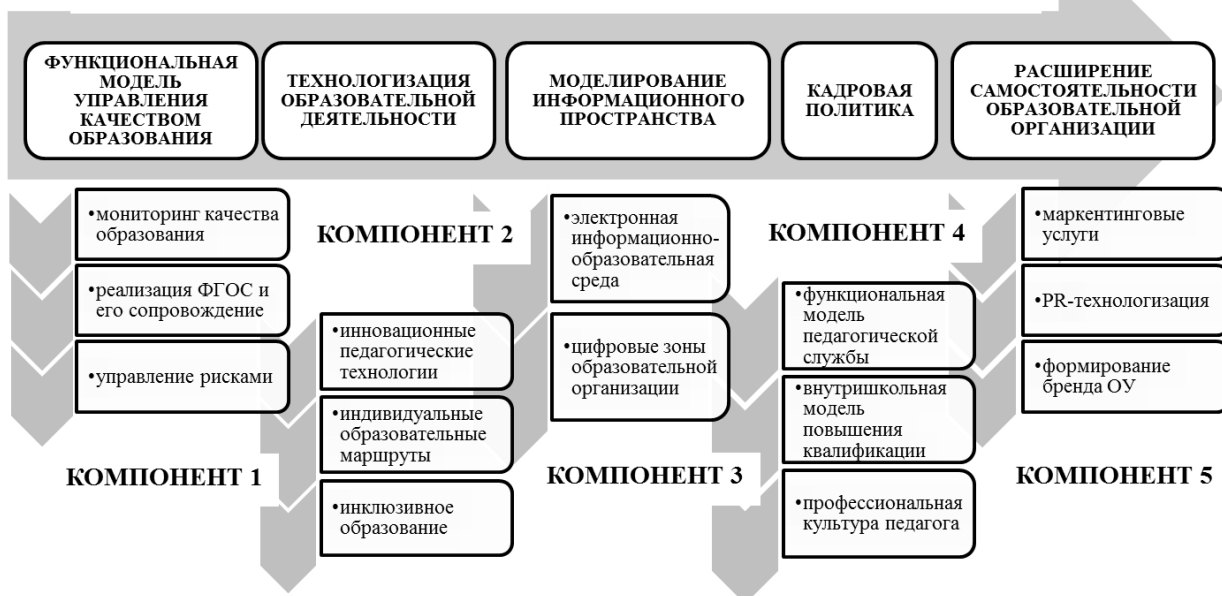 ФУНКЦИОНАЛЬНАЯ
МОДЕЛЬ
УПРАВЛЕНИЯ
КАЧЕСТВОМ
ОБРАЗОВАНИЯ
ТЕХНОЛОГИЗАЦИЯ
ОБРАЗОВАТЕЛЬНОЙ
ДЕЯТЕЛЬНОСТИ
МОДЕЛИРОВАНИЕ
ИНФОРМАЦИОННОГО
ПРОСТРАНСТВА
КАДРОВАЯ
ПОЛИТИКА
РАСШИРЕНИЕ
САМОСТОЯТЕЛЬНОСТИ
ОБРАЗОВАТЕЛЬНОЙ
ОРГАНИЗАЦИИ
•мониторинг качества
образования
•реализация ФГОС и
его сопровождение
•управление рисками
КОМПОНЕНТ 1
КОМПОНЕНТ 2
•инновационные
педагогические
технологии
•индивидуальные
образовательные
маршруты
•инклюзивное
образование
•электронная
информационно-
образовательная
среда
•цифровые зоны
образовательной
организации
КОМПОНЕНТ 3
КОМПОНЕНТ 4
•функциональная
модель
педагогической
службы
•внутришкольная
модель
повышения
квалификации
•профессиональная
культура педагога
•маркентинговые
услуги
•PR-технологизация
•формирование
бренда ОУ
КОМПОНЕНТ 5